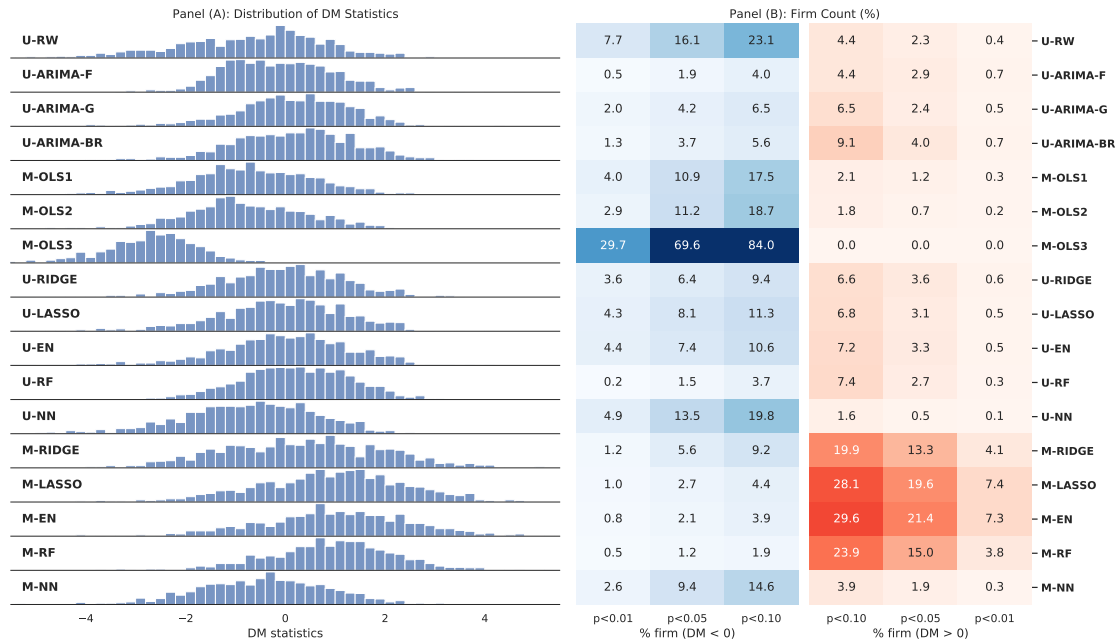 Panel (A): Distribution of DM Statistics
Panel (B): Firm Count (%)
U-RW 7.7 16.1 23.1 4.4 2.3 0.4 U-RW
U-ARIMA-F 0.5 1.9 4.0 4.4 2.9 0.7 U-ARIMA-F
U-ARIMA-G 2.0 4.2 6.5 6.5 2.4 0.5 U-ARIMA-G
U-ARIMA-BR 1.3 3.7 5.6 9.1 4.0 0.7 U-ARIMA-BR
M-OLS1 4.0 10.9 17.5 2.1 1.2 0.3 M-OLS1
M-OLS2 2.9 11.2 18.7 1.8 0.7 0.2 M-OLS2
M-OLS3 29.7 69.6 84.0 0.0 0.0 0.0 M-OLS3
U-RIDGE 3.6 6.4 9.4 6.6 3.6 0.6 U-RIDGE
U-LASSO 4.3 8.1 11.3 6.8 3.1 0.5 U-LASSO
U-EN 4.4 7.4 10.6 7.2 3.3 0.5 U-EN
U-RF 0.2 1.5 3.7 7.4 2.7 0.3 U-RF
U-NN 4.9 13.5 19.8 1.6 0.5 0.1 U-NN
M-RIDGE 1.2 5.6 9.2 19.9 13.3 4.1 M-RIDGE
M-LASSO 1.0 2.7 4.4 28.1 19.6 7.4 M-LASSO
M-EN 0.8 2.1 3.9 29.6 21.4 7.3 M-EN
M-RF 0.5 1.2 1.9 23.9 15.0 3.8 M-RF
M-NN 2.6 9.4 14.6 3.9 1.9 0.3 M-NN
−4 −2 0 2 4 p<0.01 p<0.05 p<0.10 p<0.10 p<0.05 p<0.01
DM statistics % firm (DM < 0) % firm (DM > 0)